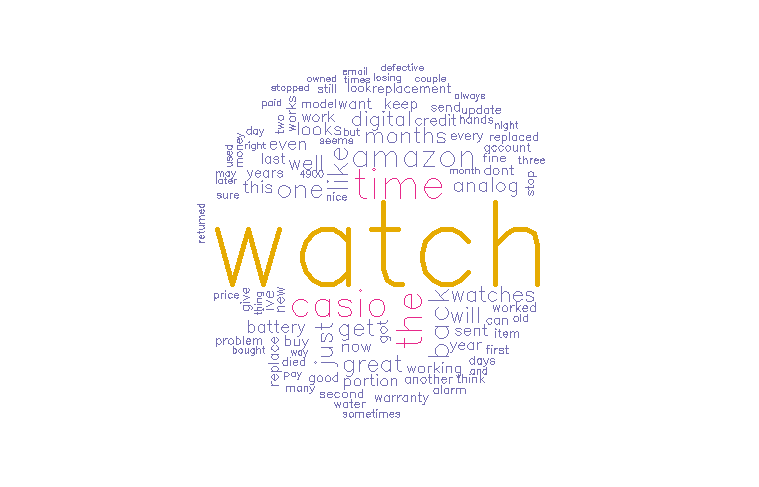 defective
email
owned times losing couple
stopped still look replacement always
paid model want keep send update
two works work digital credit hands night
day looks but months every replaced
money right even seems account
used last well like amazon fine three
may years 4900 month dont
later this one time analog stop
sure nice
returned
watch
price give thing ive new casio the back watches
worked
battery just get got will can old
problem buy now sent item
bought way year first
replace died great working days
pay good portion another think and
many second warranty alarm
water
sometimes